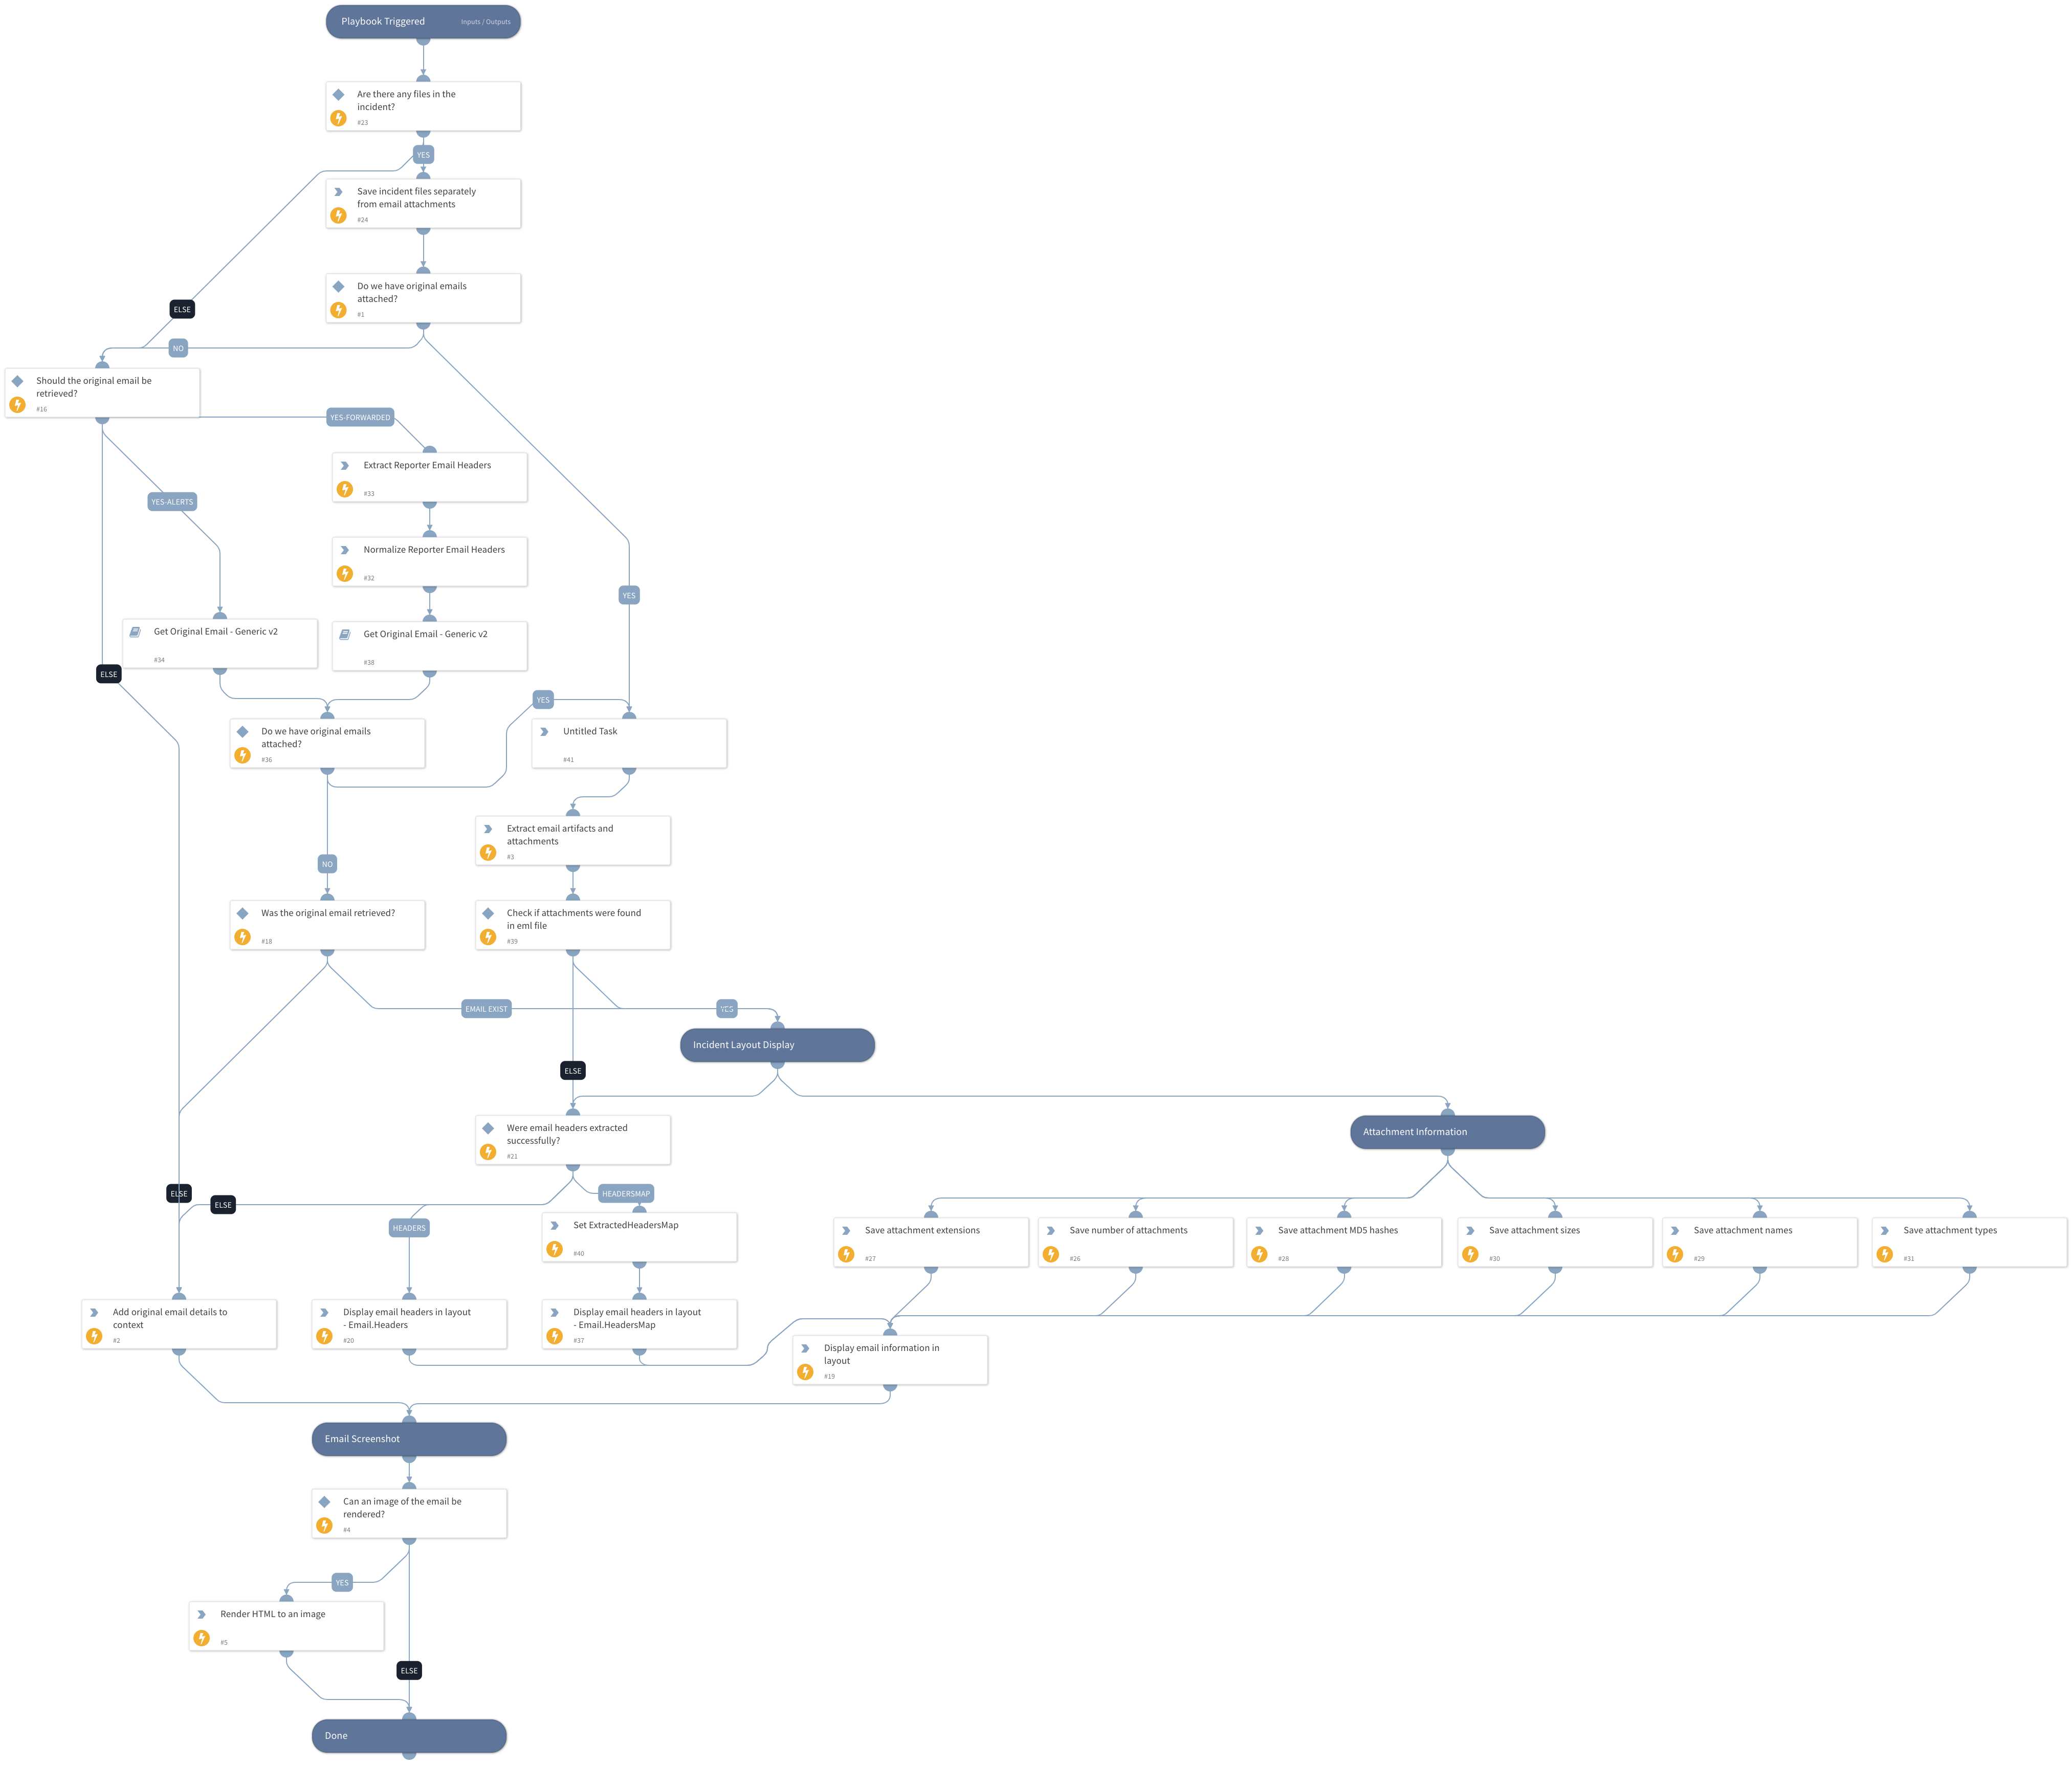 Playbook Triggered
Inputs / Outputs
Are there any files in the
incident?
#23
YES
Save incident files separately
from email attachments
#24
Do we have original emails
attached?
#1
ELSE
NO
Should the original email be
retrieved?
#16
YES-FORWARDED
Extract Reporter Email Headers
#33
YES-ALERTS
Normalize Reporter Email Headers
#32
YES
Get Original Email - Generic v2
#34
Get Original Email - Generic v2
#38
ELSE
YES
Do we have original emails
attached?
#36
Untitled Task
#41
Extract email artifacts and
attachments
#3
NO
Was the original email retrieved?
#18
Check if attachments were found
in eml file
#39
EMAIL EXIST
YES
Incident Layout Display
ELSE
Were email headers extracted
successfully?
#21
Attachment Information
ELSE
ELSE
HEADERSMAP
HEADERS
Set ExtractedHeadersMap
#40
Save attachment extensions
#27
Save number of attachments
#26
Save attachment MD5 hashes
#28
Save attachment sizes
#30
Save attachment names
#29
Save attachment types
#31
Add original email details to
context
#2
Display email headers in layout
- Email.Headers
#20
Display email headers in layout
- Email.HeadersMap
#37
Display email information in
layout
#19
Email Screenshot
Can an image of the email be
rendered?
#4
YES
Render HTML to an image
#5
ELSE
Done